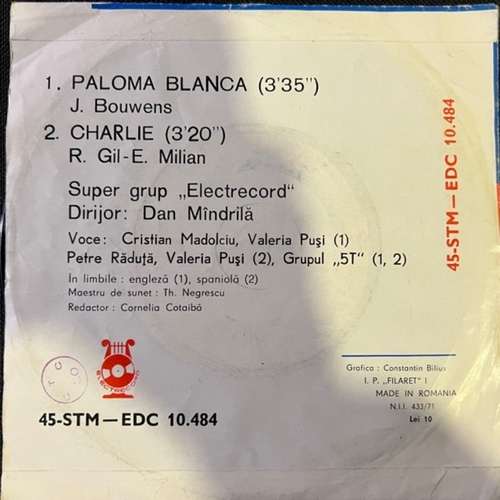 1. PALOMA BLANCA (3'35")
J. Bouwens
2. CHARLIE (3'20")
R. Gil-E. Milian
Super grup „Electrecord"
Dirijor: Dan Mîndrilă
Voce: Cristian Madolciu, Valeria Puşi (1)
Petre Răduţă, Valeria Puşi (2), Grupul „5T" (1, 2)
În limbile : engleză (1), spaniolă (2)
Maestru de sunet : Th. Negrescu
Redactor : Cornelia Cotaibă
45-STM—EDC 10.484
ELECTRECORD
45-STM—EDC 10.484
Grafica : Constantin Biliuş
I. P. „FILARET" 1
MADE IN ROMANIA
N.I.I. 433/71
Lei 10